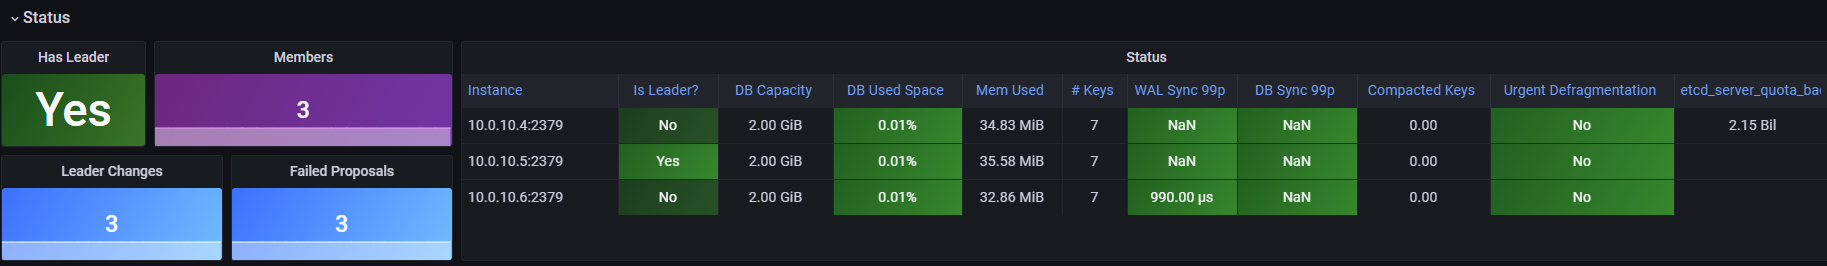 Status
Has Leader
Yes
Members
3
Leader Changes
3
Failed Proposals
3
Status
Instance Is Leader? DB Capacity DB Used Space Mem Used # Keys WAL Sync 99p DB Sync 99p Compacted Keys Urgent Defragmentation etcd_server_quota_bac
10.0.10.4:2379 No 2.00 GiB 0.01% 34.83 MiB 7 NaN NaN 0.00 No 2.15 Bil
10.0.10.5:2379 Yes 2.00 GiB 0.01% 35.58 MiB 7 NaN NaN 0.00 No
10.0.10.6:2379 No 2.00 GiB 0.01% 32.86 MiB 7 990.00 µs NaN 0.00 No